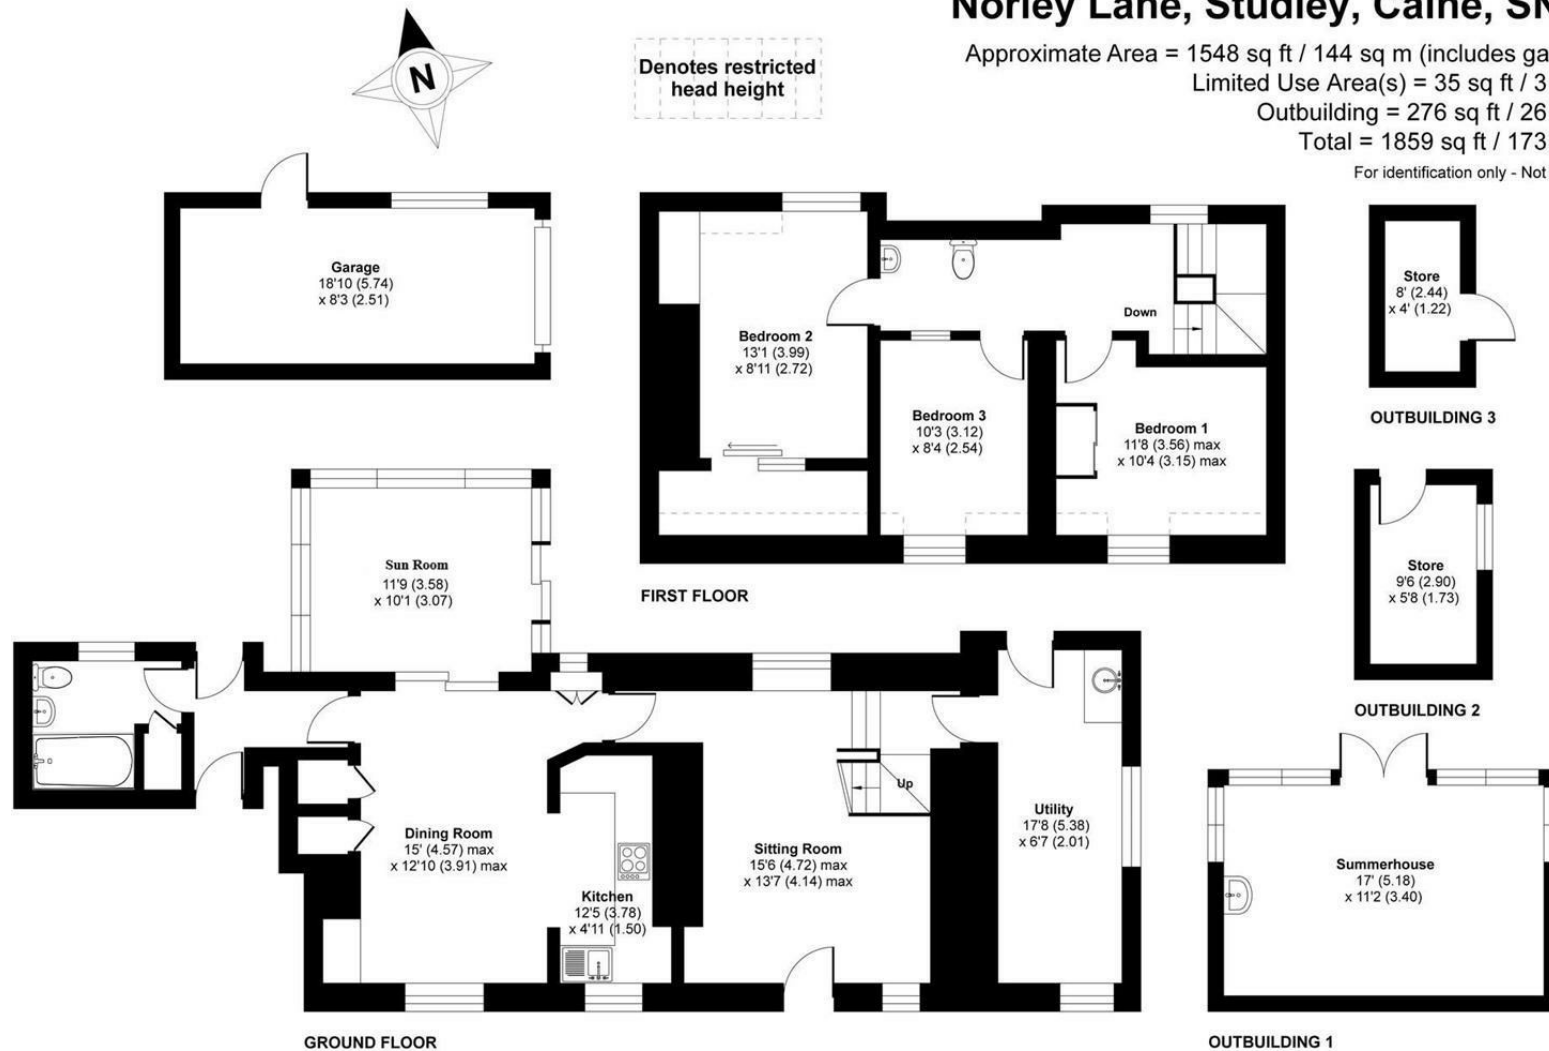 Norley Lane, Studley, Calne, SN
Approximate Area = 1548 sq ft / 144 sq m (includes ga
Limited Use Area(s) = 35 sq ft / 3
Outbuilding = 276 sq ft / 26
Total = 1859 sq ft / 173
For identification only - Not
N
Denotes restricted
head height
Garage
18'10 (5.74)
x 8'3 (2.51)
Bedroom 2
13'1 (3.99)
x 8'11 (2.72)
Down
Bedroom 3
10'3 (3.12)
x 8'4 (2.54)
Bedroom 1
11'8 (3.56) max
x 10'4 (3.15) max
Store
8' (2.44)
x 4' (1.22)
OUTBUILDING 3
Sun Room
11'9 (3.58)
x 10'1 (3.07)
FIRST FLOOR
Store
9'6 (2.90)
x 5'8 (1.73)
OUTBUILDING 2
Dining Room
15' (4.57) max
x 12'10 (3.91) max
Kitchen
12'5 (3.78)
x 4'11 (1.50)
Sitting Room
15'6 (4.72) max
x 13'7 (4.14) max
Up
Utility
17'8 (5.38)
x 6'7 (2.01)
Summerhouse
17' (5.18)
x 11'2 (3.40)
GROUND FLOOR
OUTBUILDING 1